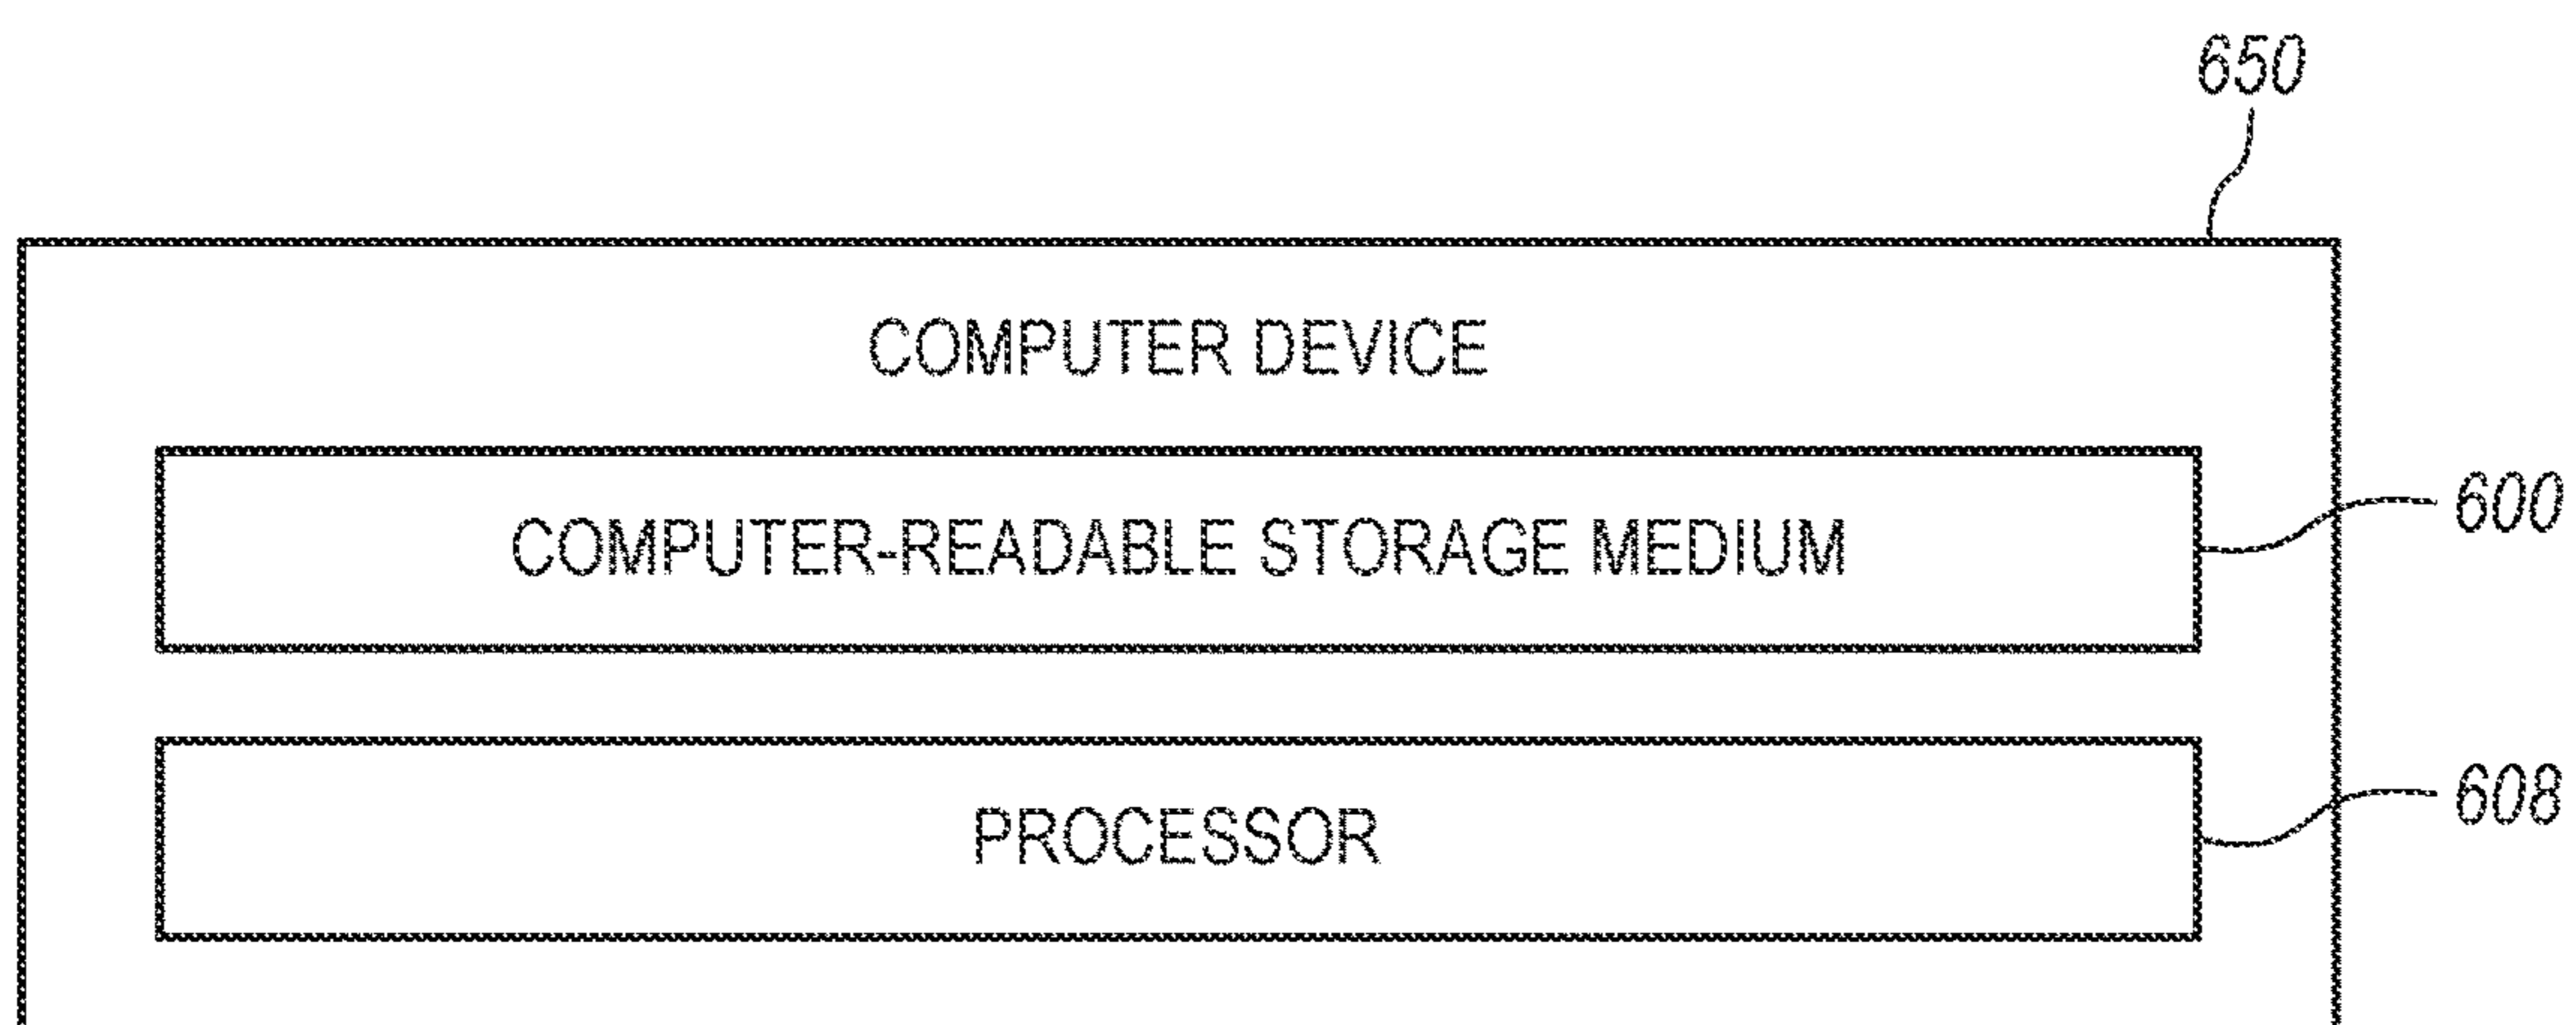 650
COMPUTER DEVICE
COMPUTER-READABLE STORAGE MEDIUM
600
PROCESSOR
608